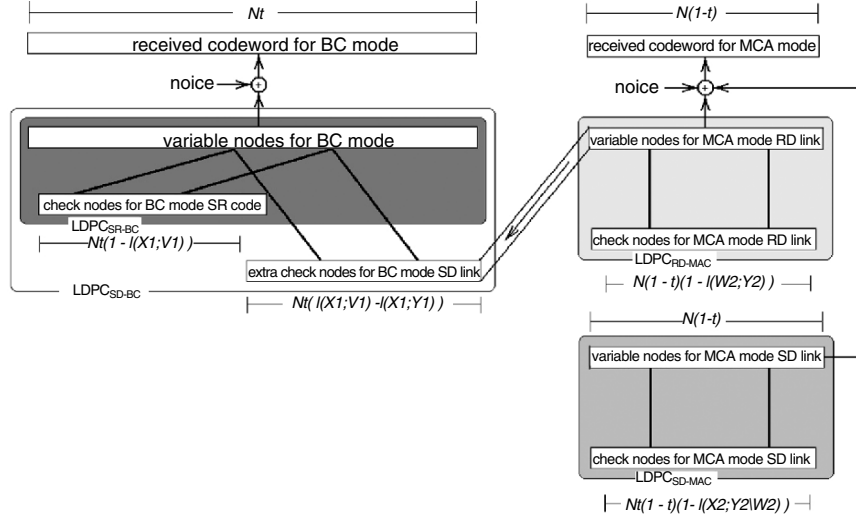 Nt
received codeword for BC mode
noice
+
variable nodes for BC mode
check nodes for BC mode SR code
LDPCSR-BC
Nt(1 - I(X1;V1) )
extra check nodes for BC mode SD link
LDPCSD-BC
Nt( I(X1;V1) -I(X1;Y1) )
N(1-t)
received codeword for MCA mode
noice
+
variable nodes for MCA mode RD link
check nodes for MCA mode RD link
LDPCRD-MAC
N(1 - t)(1 - I(W2;Y2) )
N(1-t)
variable nodes for MCA mode SD link
check nodes for MCA mode SD link
LDPCSD-MAC
Nt(1 - t)(1- I(X2;Y2\W2) )